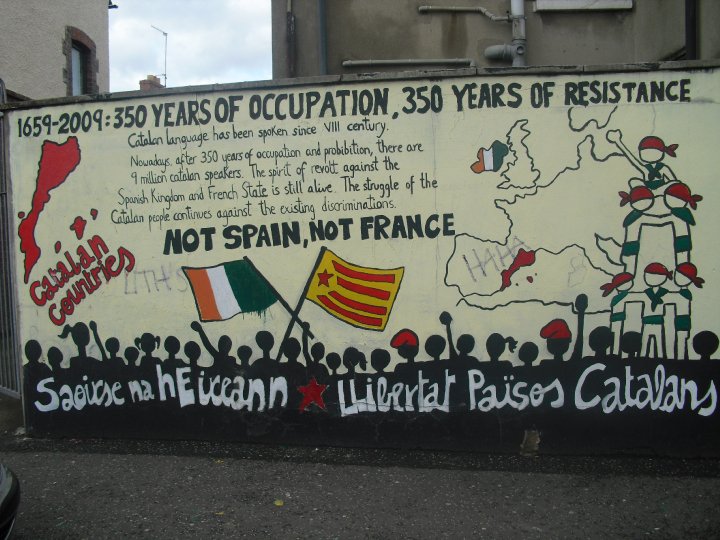 1659-2009: 350 YEARS OF OCCUPATION, 350 YEARS OF RESISTANCE
Catalan language has been spoken since VIII century.
Nowadays, after 350 years of occupation and probibition, there are
9 million catalan speakers. The spirit of revolt against the
Spanish Kingdom and French State is still alive. The struggle of the
Catalan people continues against the existing discriminations.
NOT SPAIN, NOT FRANCE
Catalan
Countries
HAHA
Saoirse na hEireann ★ Llibertat Països Catalans